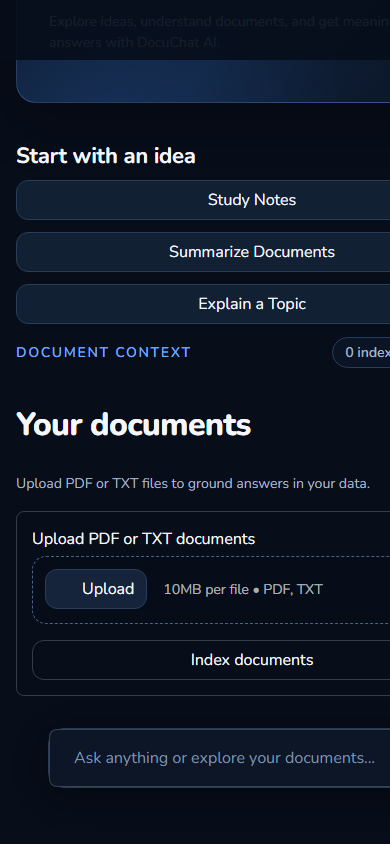 Explore ideas, understand documents, and get
answers with DocuChat AI.
Start with an idea
Study Notes
Summarize Documents
Explain a Topic
DOCUMENT CONTEXT
0 index
Your documents
Upload PDF or TXT files to ground answers in your data.
Upload PDF or TXT documents
Upload
10MB per file • PDF, TXT
Index documents
Ask anything or explore your documents...